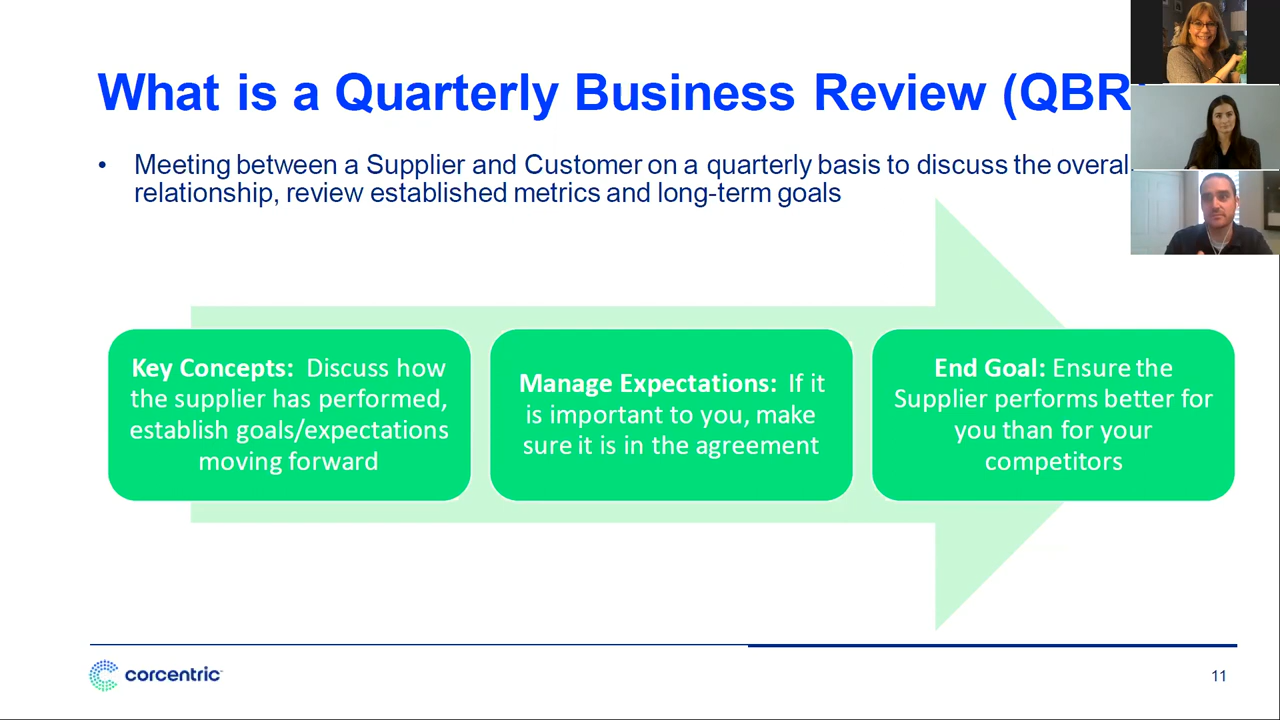 What is a Quarterly Business Review (QBR
• Meeting between a Supplier and Customer on a quarterly basis to discuss the overal
relationship, review established metrics and long-term goals
Key Concepts: Discuss how
the supplier has performed,
establish goals/expectations
moving forward
Manage Expectations: If it
is important to you, make
sure it is in the agreement
End Goal: Ensure the
Supplier performs better for
you than for your
competitors
corcentric
11